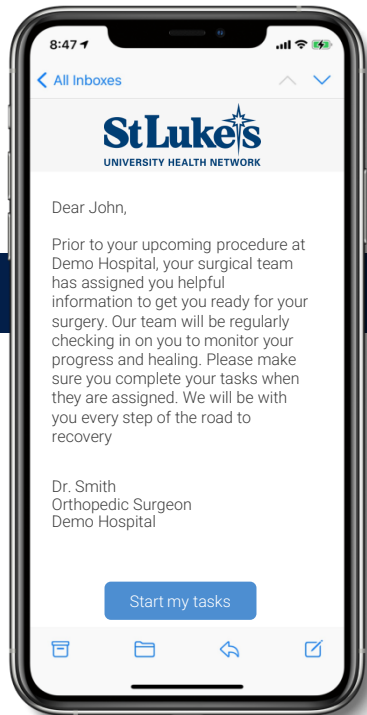 8:47
All Inboxes
StLuke's
UNIVERSITY HEALTH NETWORK
Dear John,
Prior to your upcoming procedure at
Demo Hospital, your surgical team
has assigned you helpful
information to get you ready for your
surgery. Our team will be regularly
checking in on you to monitor your
progress and healing. Please make
sure you complete your tasks when
they are assigned. We will be with
you every step of the road to
recovery
Dr. Smith
Orthopedic Surgeon
Demo Hospital
Start my tasks